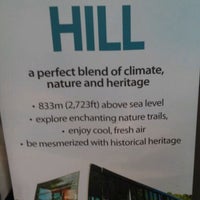 HILL
a perfect blend of climate,
nature and heritage
• 833m (2,723ft) above sea level
• explore enchanting nature trails,
• enjoy cool, fresh air
• be mesmerized with historical heritage